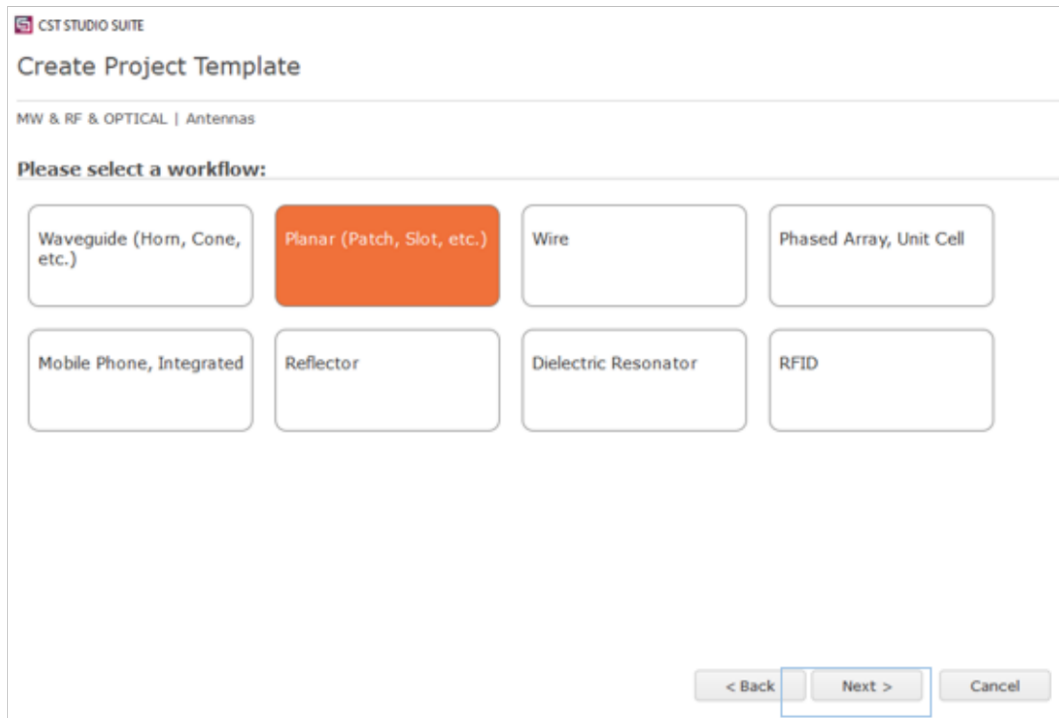 CST STUDIO SUITE
Create Project Template
MW & RF & OPTICAL | Antennas
Please select a workflow:
Waveguide (Horn, Cone,
etc.)
Planar (Patch, Slot, etc.)
Wire
Phased Array, Unit Cell
Mobile Phone, Integrated
Reflector
Dielectric Resonator
RFID
< Back
Next >
Cancel